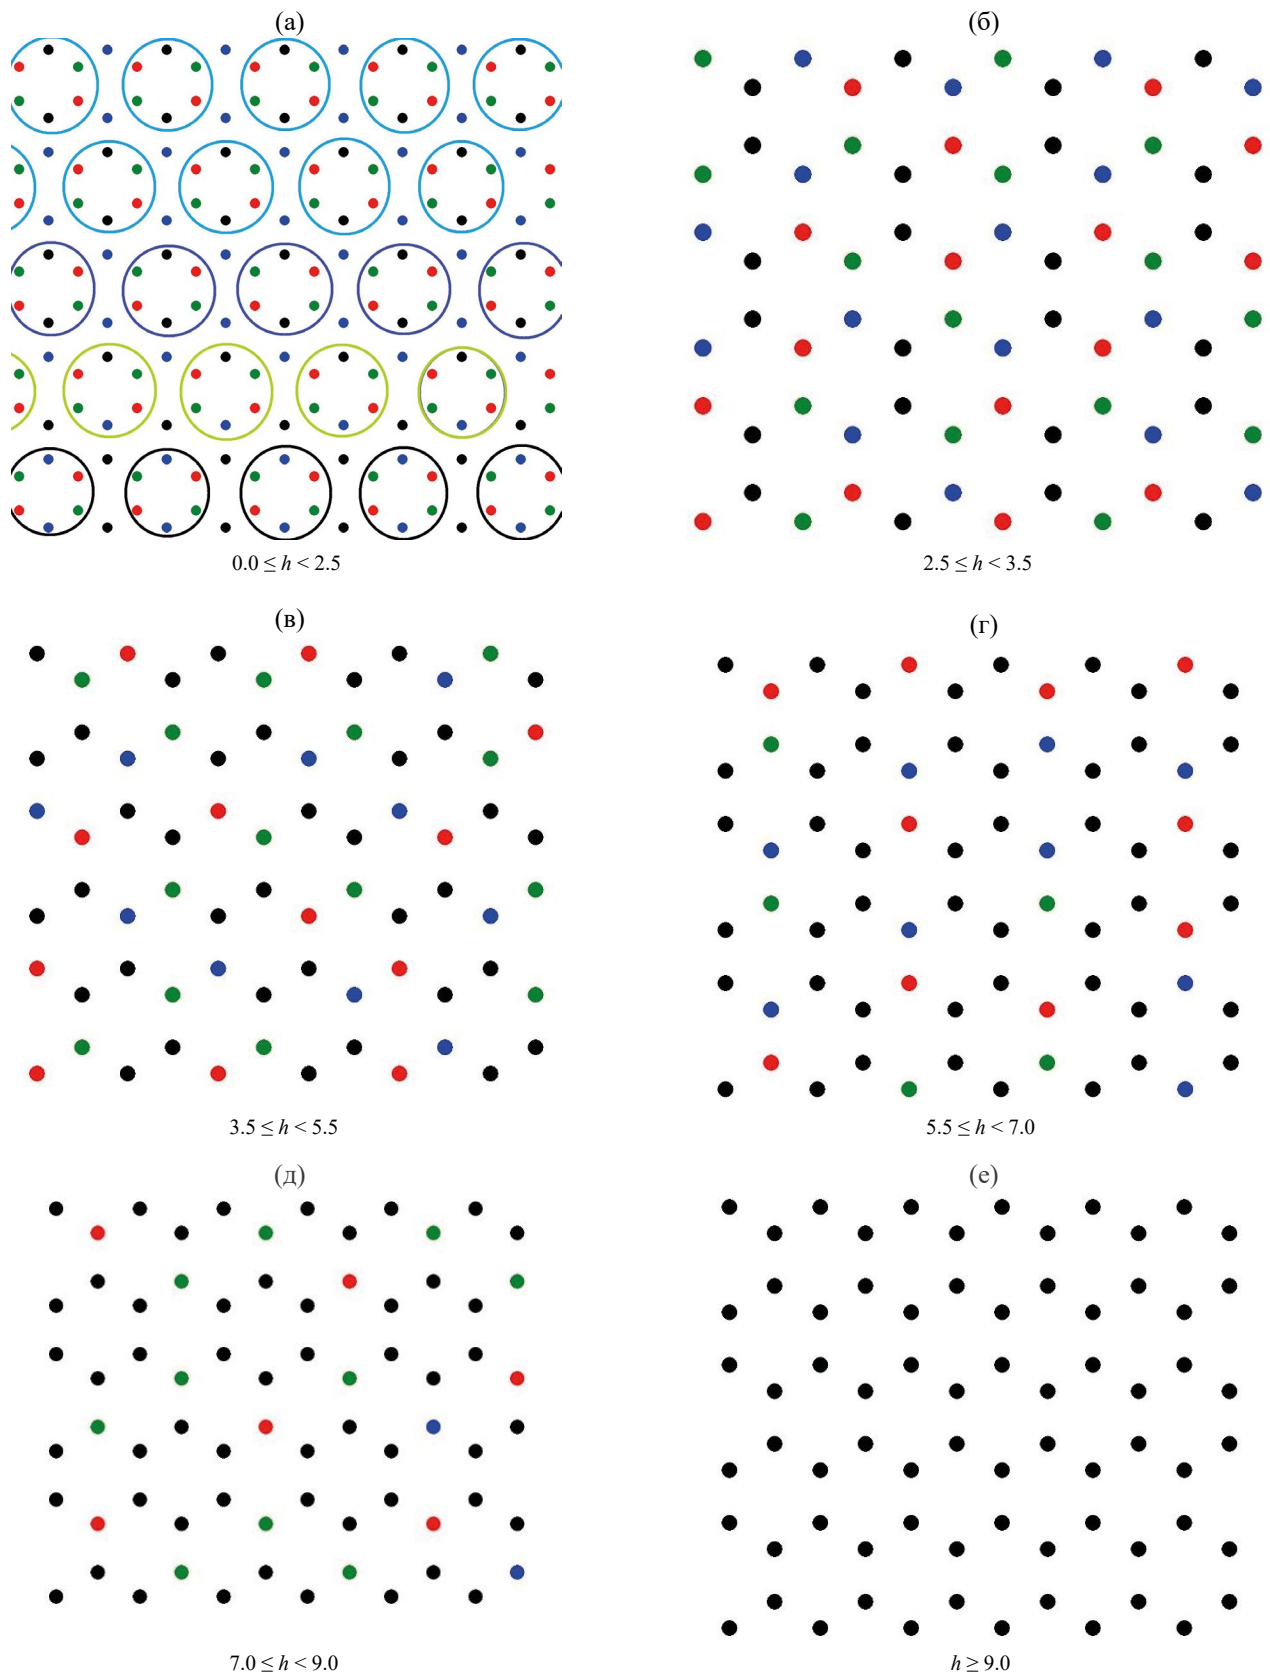 (а)
(б)
0.0 ≤ h < 2.5
2.5 ≤ h < 3.5
(в)
(г)
3.5 ≤ h < 5.5
5.5 ≤ h < 7.0
(д)
(е)
7.0 ≤ h < 9.0
h ≥ 9.0